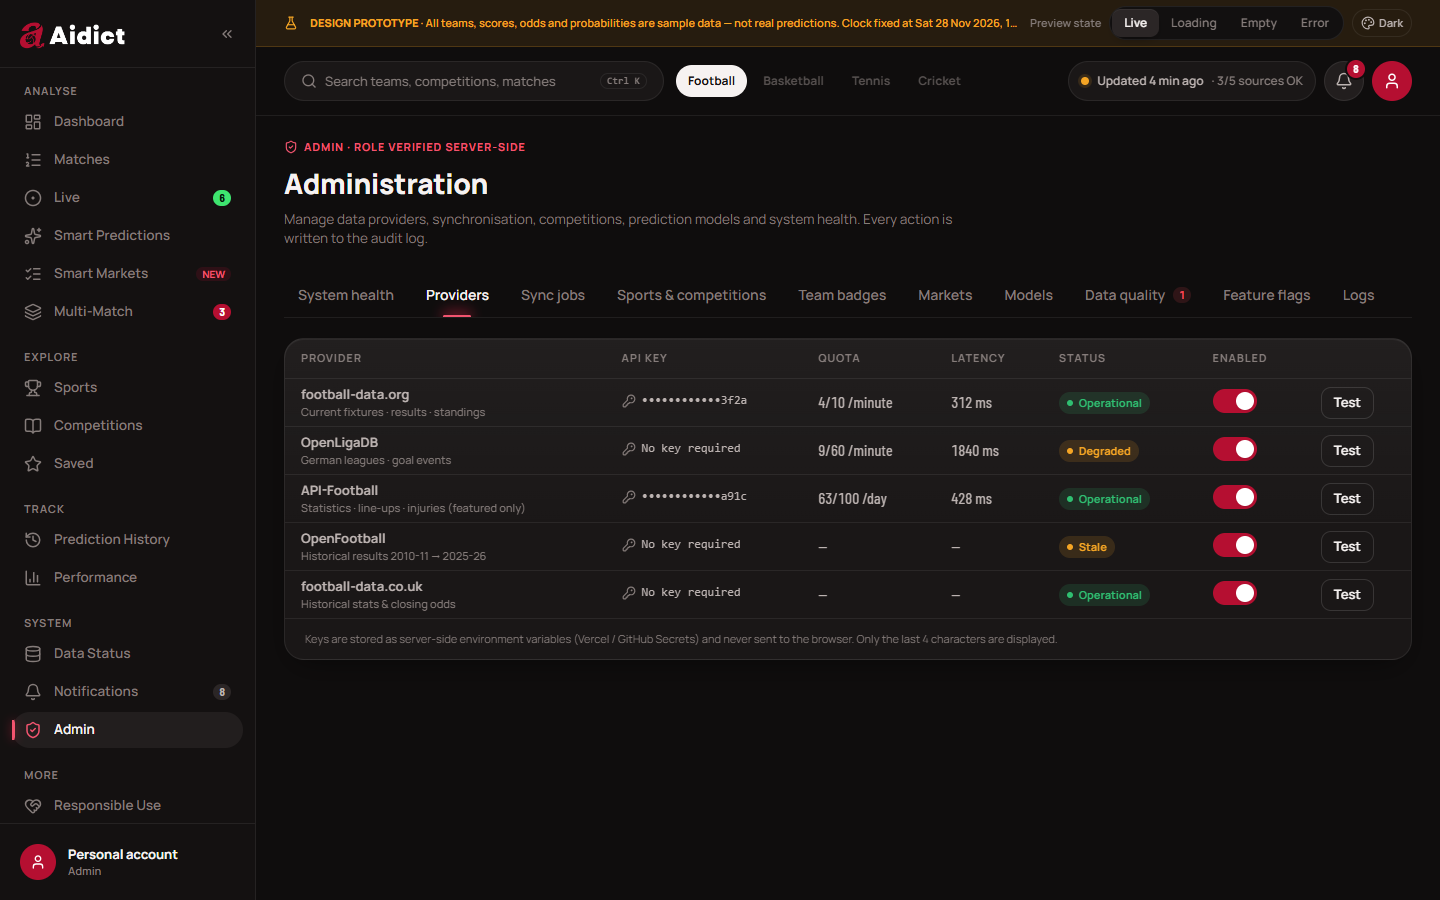 Aidict
DESIGN PROTOTYPE · All teams, scores, odds and probabilities are sample data — not real predictions. Clock fixed at Sat 28 Nov 2026, 1...
Preview state
Live
Loading
Empty
Error
Dark
Search teams, competitions, matches
Ctrl K
Football
Basketball
Tennis
Cricket
Updated 4 min ago · 3/5 sources OK
8
ANALYSE
Dashboard
Matches
Live
6
Smart Predictions
Smart Markets
NEW
Multi-Match
3
EXPLORE
Sports
Competitions
Saved
TRACK
Prediction History
Performance
SYSTEM
Data Status
Notifications
8
Admin
MORE
Responsible Use
Personal account
Admin
ADMIN · ROLE VERIFIED SERVER-SIDE
Administration
Manage data providers, synchronisation, competitions, prediction models and system health. Every action is
written to the audit log.
System health
Providers
Sync jobs
Sports & competitions
Team badges
Markets
Models
Data quality
1
Feature flags
Logs
PROVIDER API KEY QUOTA LATENCY STATUS ENABLED
football-data.org
Current fixtures · results · standings
••••••••••••3f2a
4/10 /minute
312 ms
Operational
Test
OpenLigaDB
German leagues · goal events
No key required
9/60 /minute
1840 ms
Degraded
Test
API-Football
Statistics · line-ups · injuries (featured only)
••••••••••••a91c
63/100 /day
428 ms
Operational
Test
OpenFootball
Historical results 2010-11 → 2025-26
No key required
—
—
Stale
Test
football-data.co.uk
Historical stats & closing odds
No key required
—
—
Operational
Test
Keys are stored as server-side environment variables (Vercel / GitHub Secrets) and never sent to the browser. Only the last 4 characters are displayed.